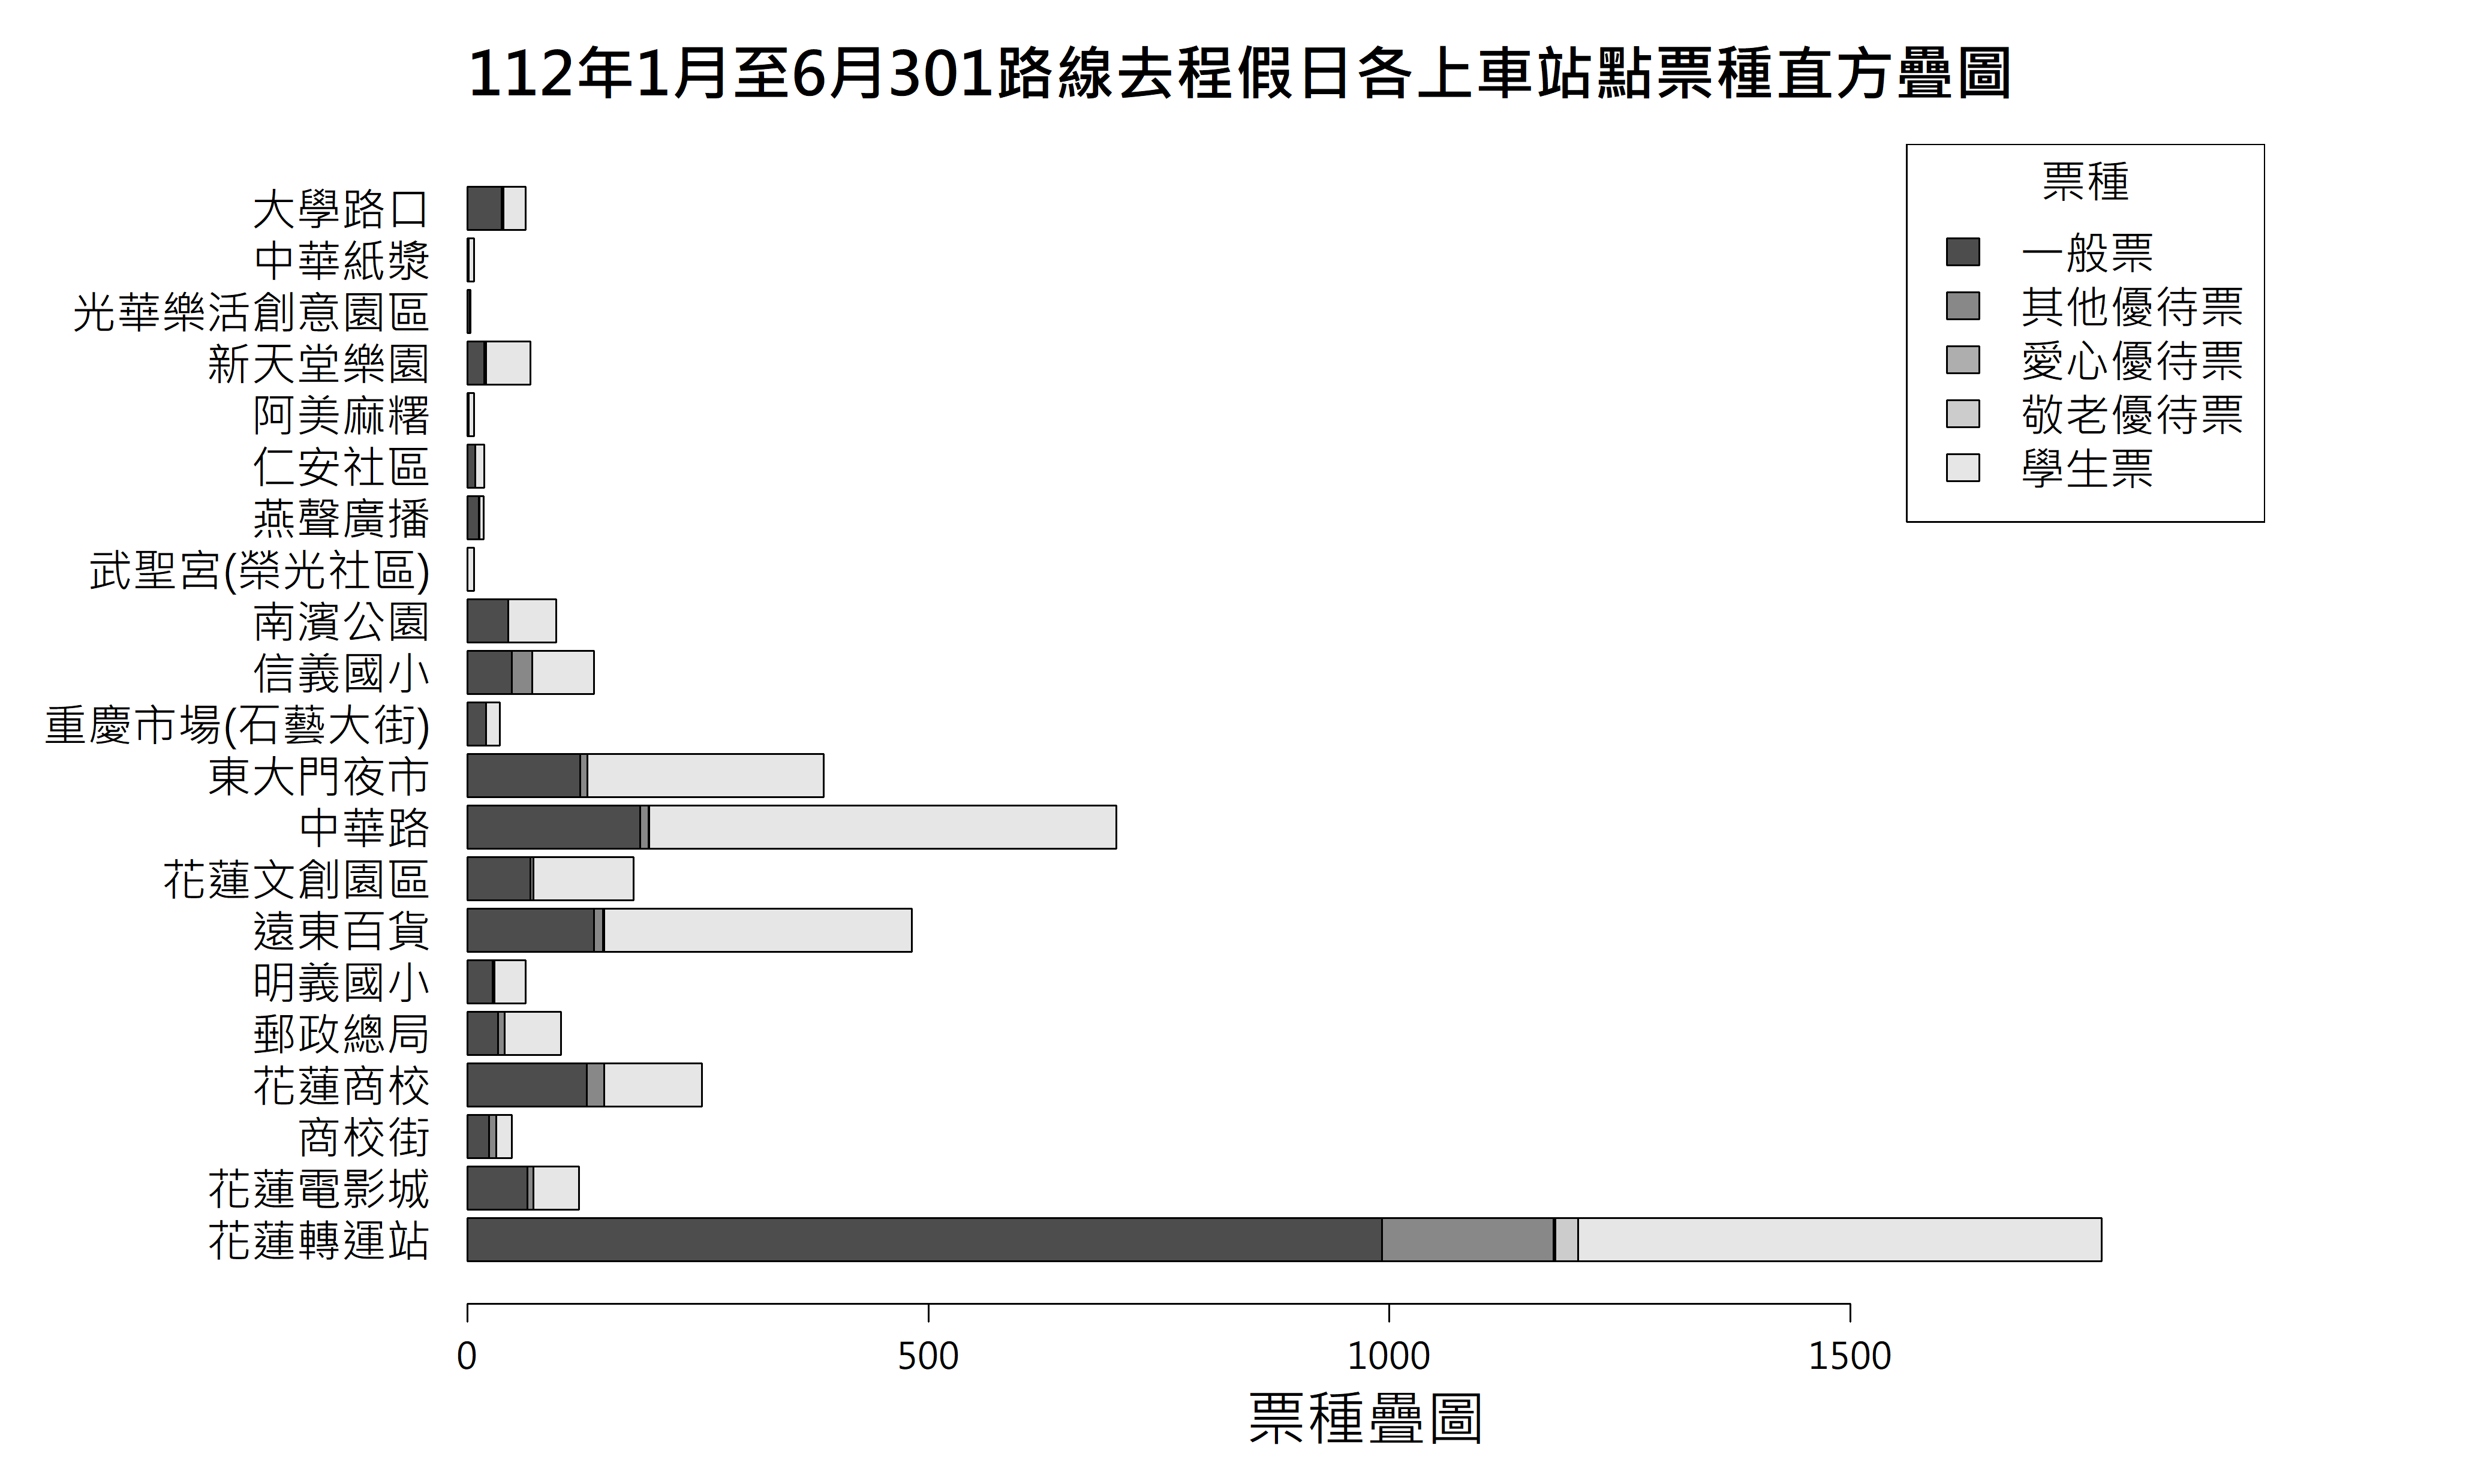 112年1月至6月301路線去程假日各上車站點票種直方疊圖
票種
一般票
其他優待票
愛心優待票
敬老優待票
學生票
大學路口
中華紙漿
光華樂活創意園區
新天堂樂園
阿美麻糬
仁安社區
燕聲廣播
武聖宮(榮光社區)
南濱公園
信義國小
重慶市場(石藝大街)
東大門夜市
中華路
花蓮文創園區
遠東百貨
明義國小
郵政總局
花蓮商校
商校街
花蓮電影城
花蓮轉運站
0 500 1000 1500
票種疊圖